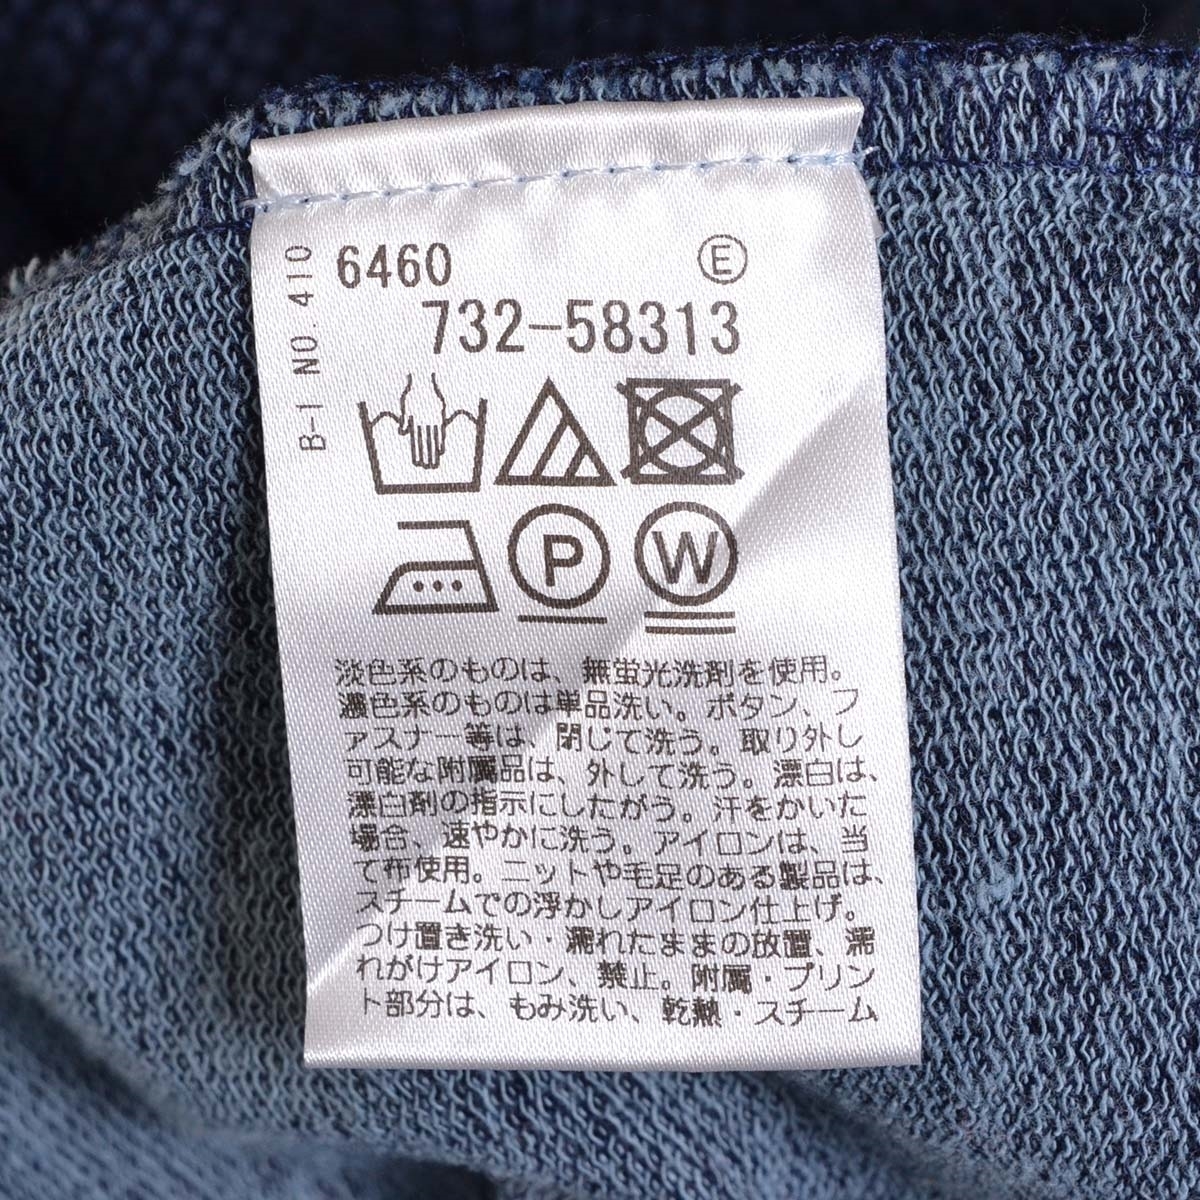 B-1 NO.410
6460 Ⓔ
732-58313
P W
淡色系のものは、無蛍光洗剤を使用。
濃色系のものは単品洗い。ボタン、フ
ァスナー等は、閉じて洗う。取り外し
可能な附属品は、外して洗う。漂白は、
漂白剤の指示にしたがう。汗をかいた
場合、速やかに洗う。アイロンは、当
て布使用。ニットや毛足のある製品は、
スチームでの浮かしアイロン仕上げ。
つけ置き洗い・濡れたままの放置、濡
れがけアイロン、禁止。附属・プリン
ト部分は、もみ洗い、乾熱・スチーム